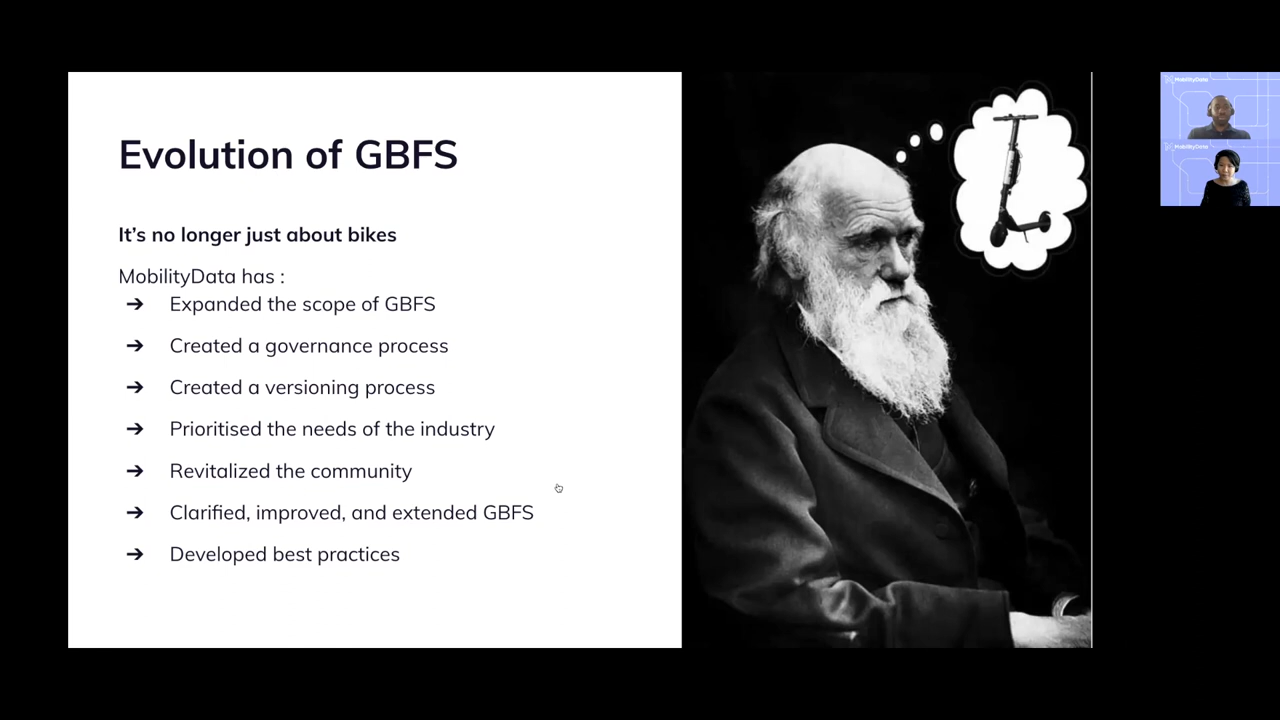 Evolution of GBFS
It's no longer just about bikes
MobilityData has :
➔ Expanded the scope of GBFS
➔ Created a governance process
➔ Created a versioning process
➔ Prioritised the needs of the industry
➔ Revitalized the community
➔ Clarified, improved, and extended GBFS
➔ Developed best practices
MobilityData
MobilityData